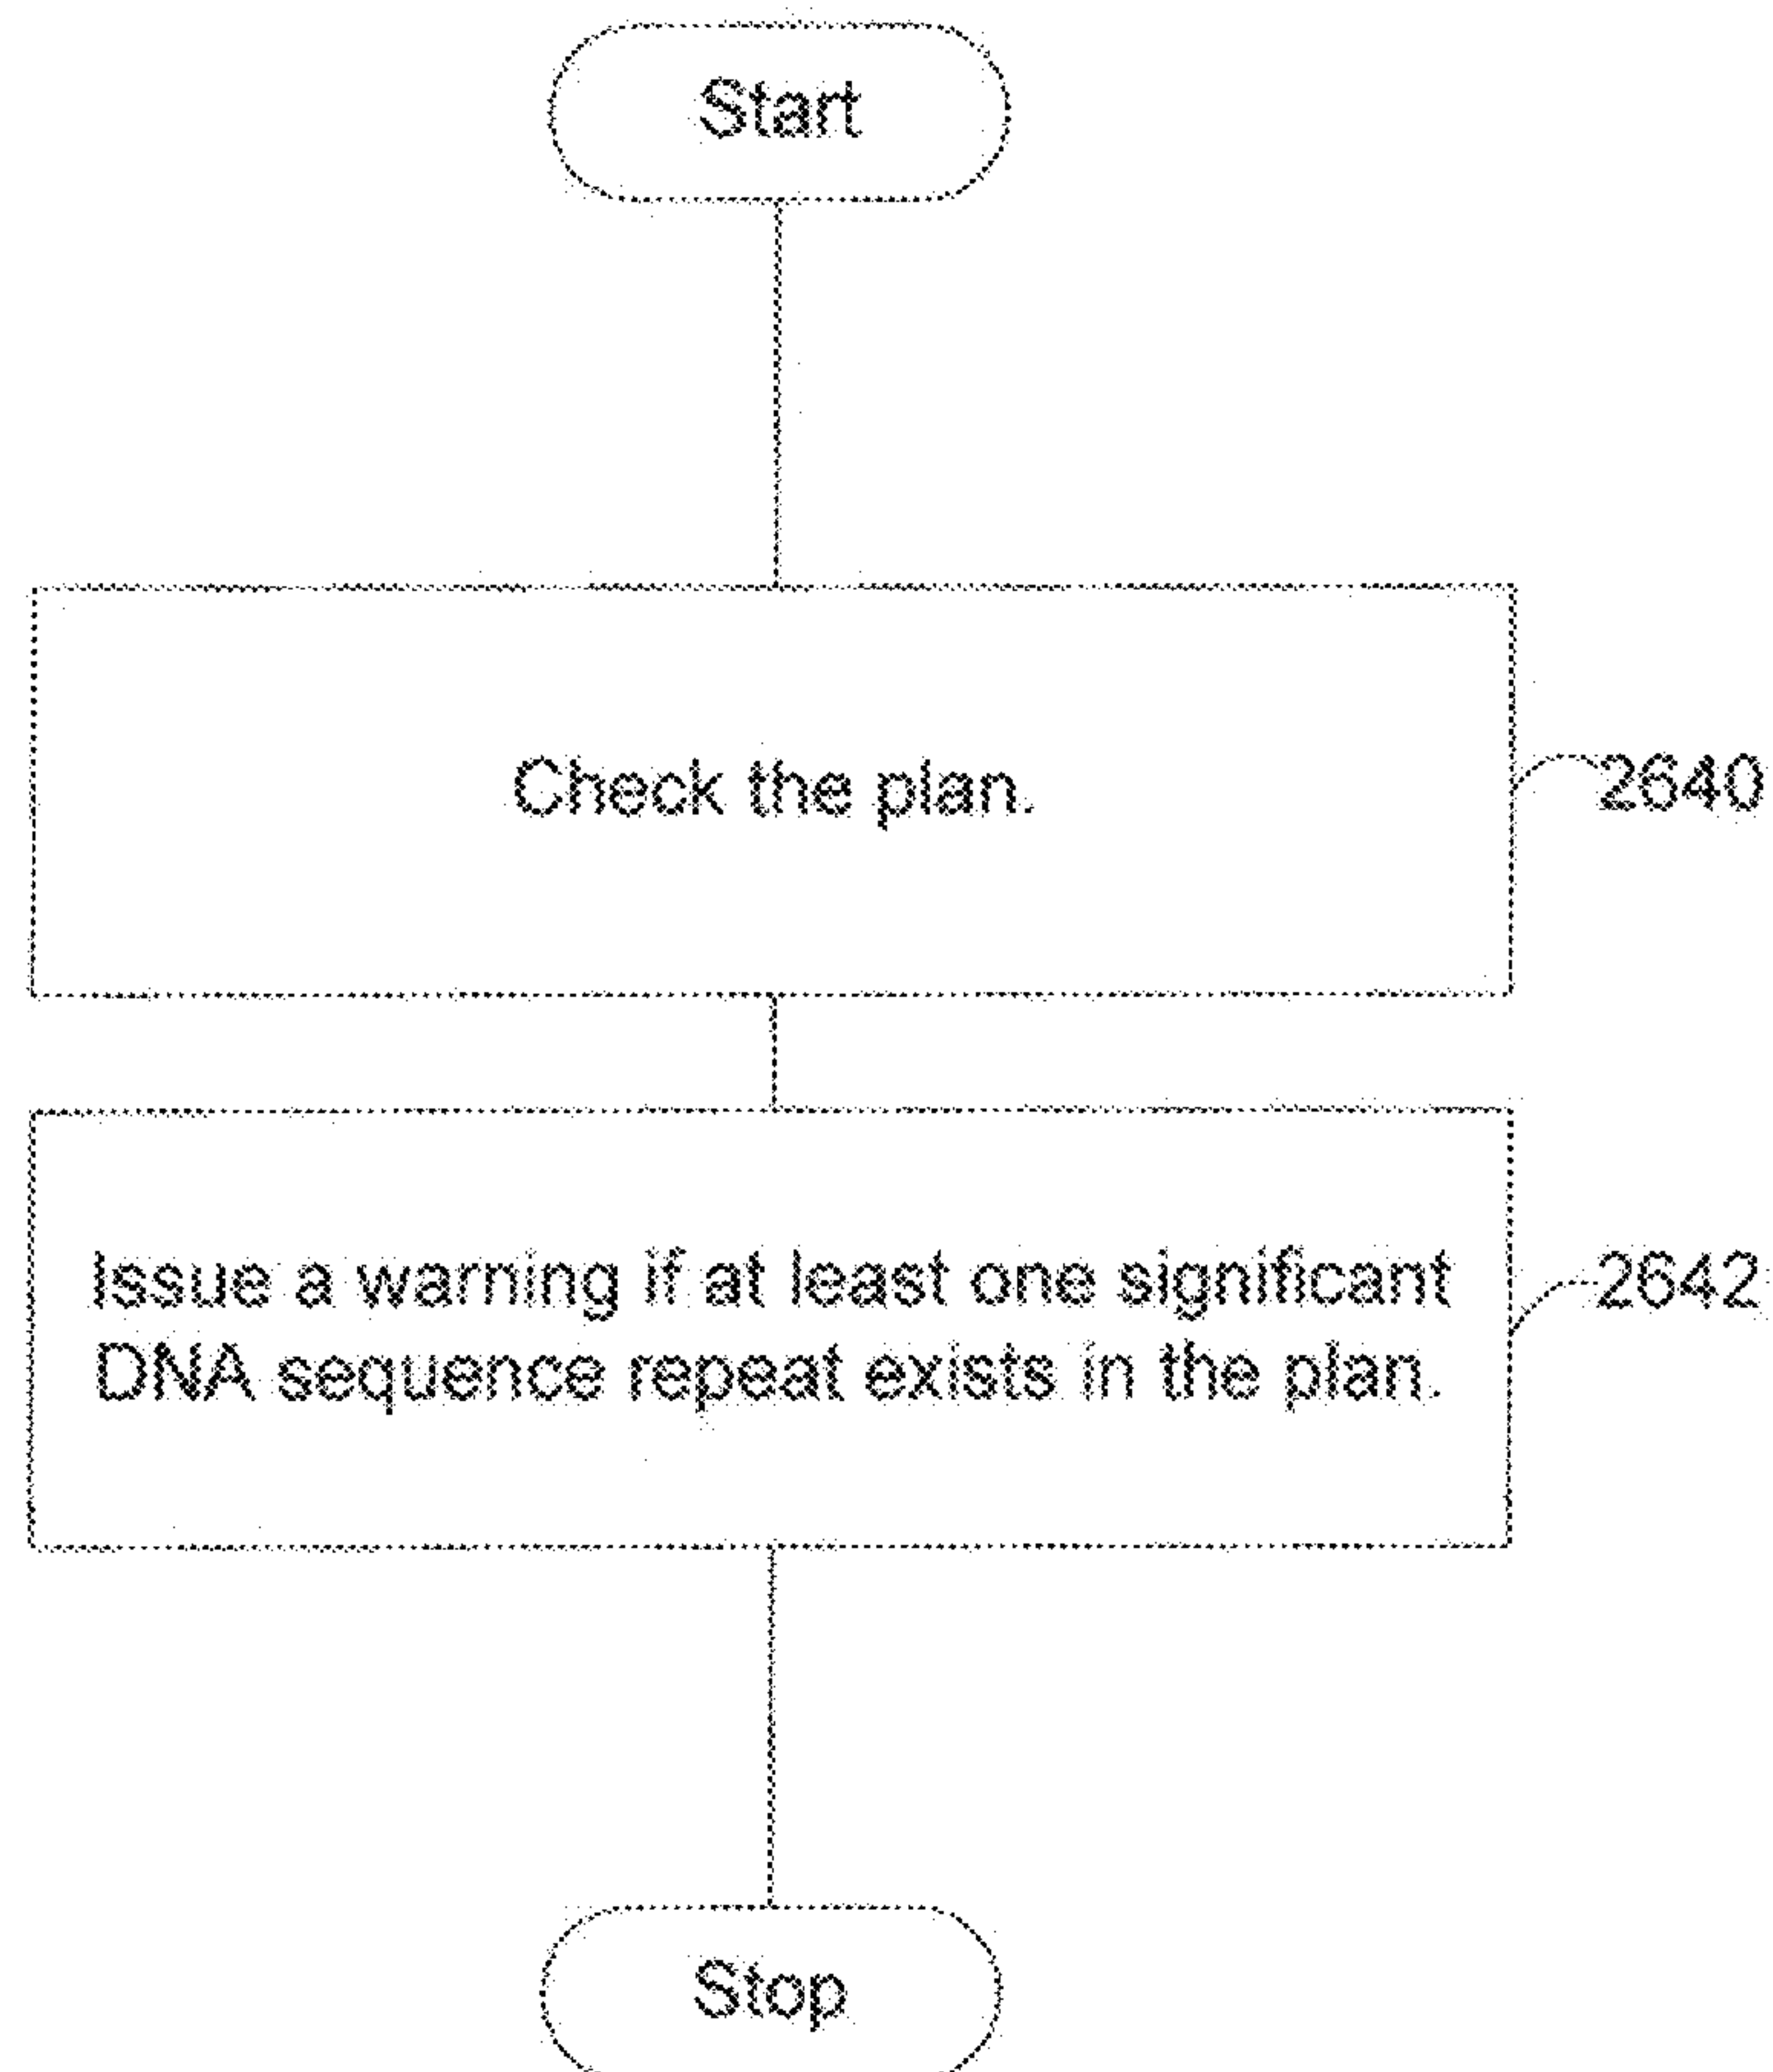 Start
Check the plan.
2640
Issue a warning if at least one significant
DNA sequence repeat exists in the plan.
2642
Stop